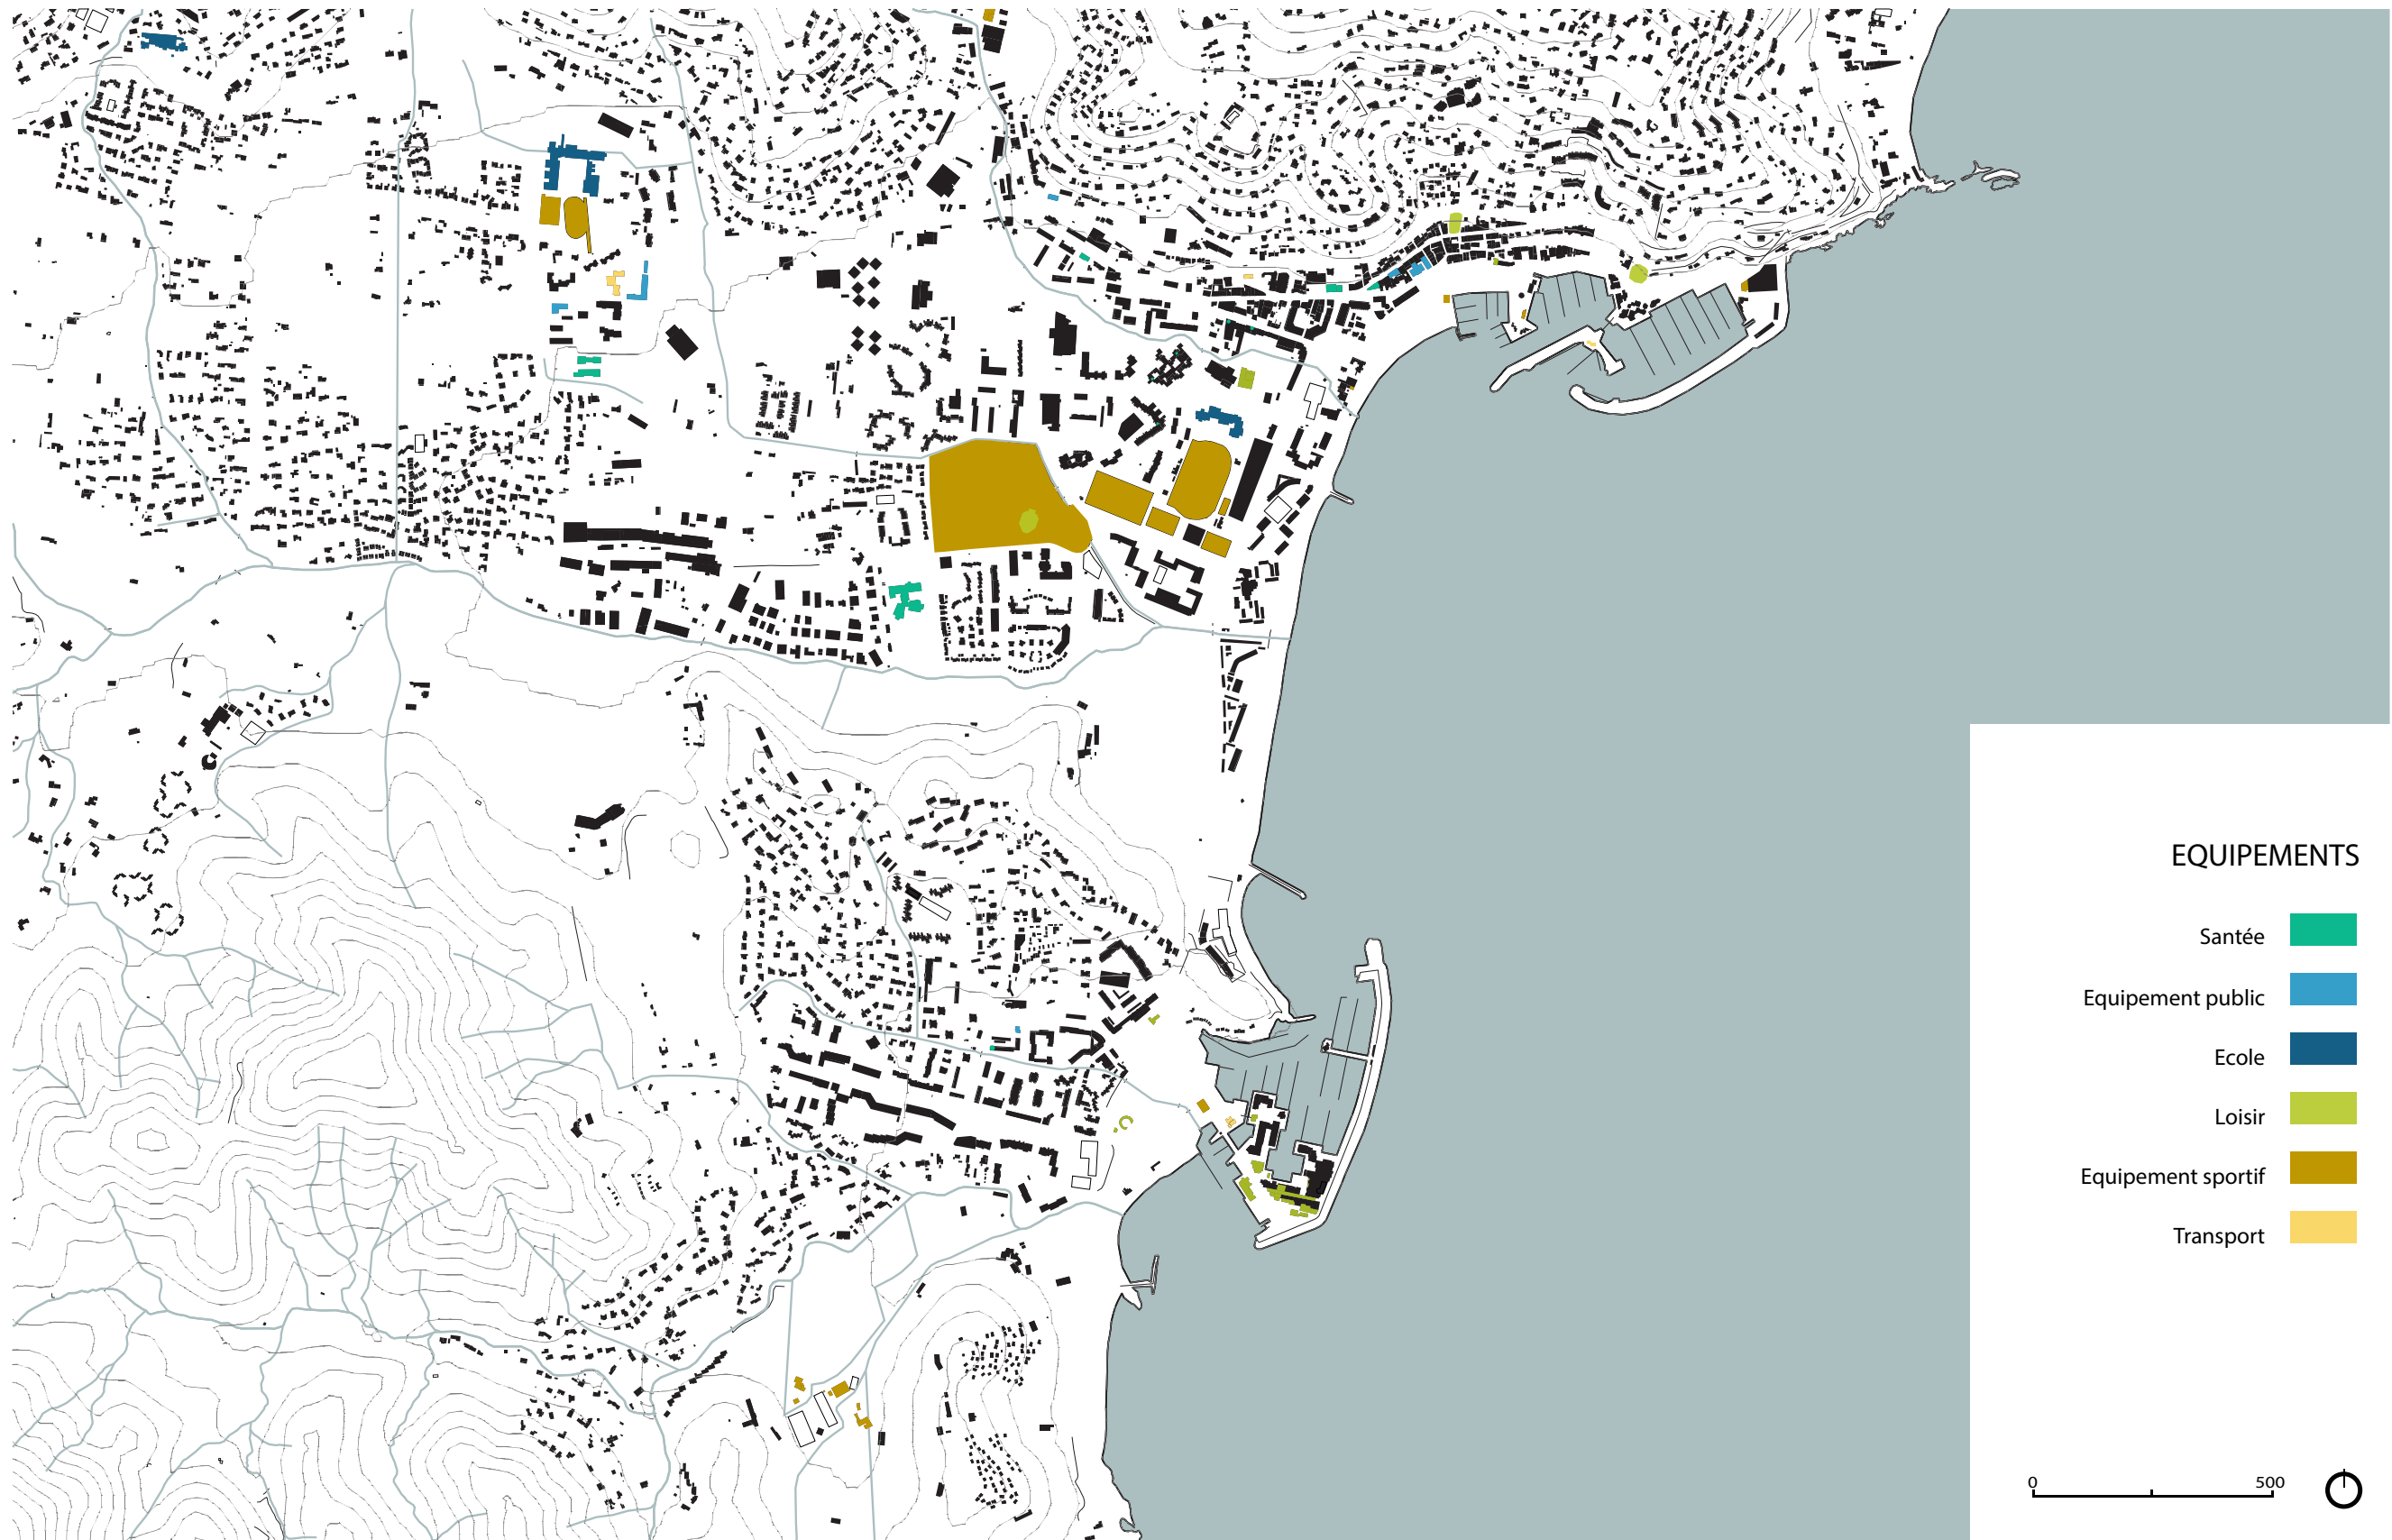 EQUIPEMENTS
Santée
Equipement public
Ecole
Loisir
Equipement sportif
Transport
0 500